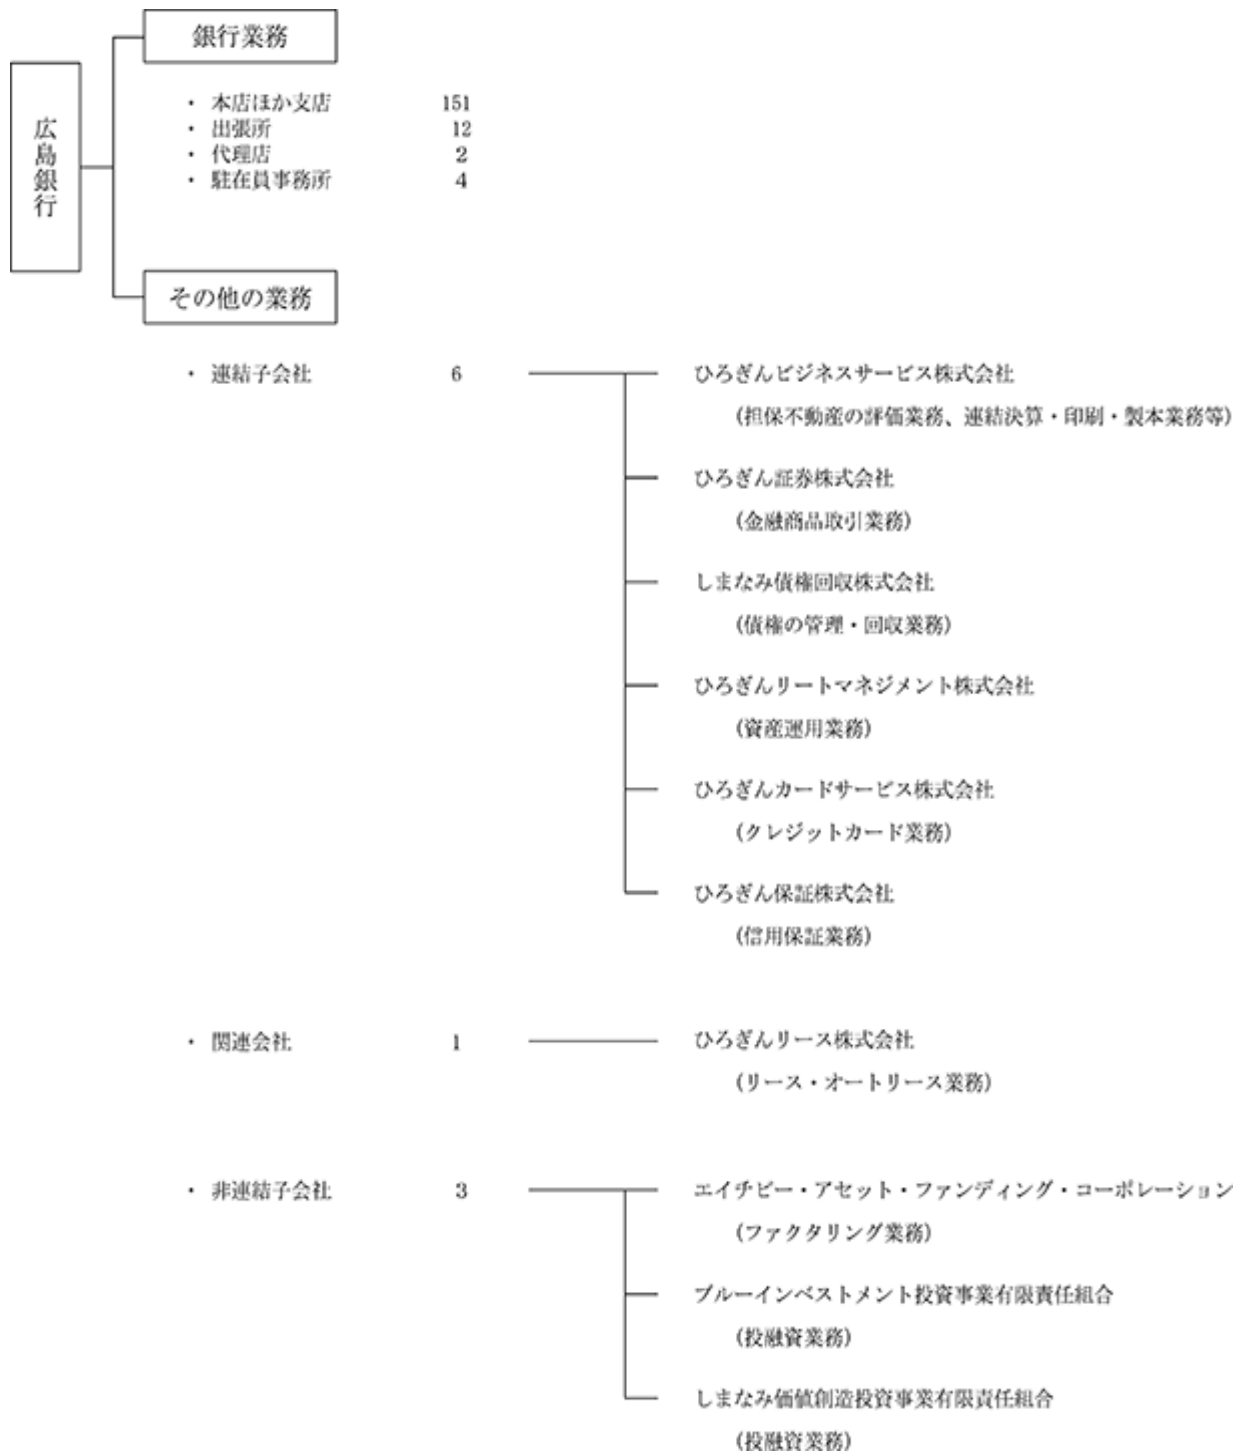 広島銀行
銀行業務
・ 本店ほか支店 151
・ 出張所 12
・ 代理店 2
・ 駐在員事務所 4
その他の業務
・ 連結子会社 6
ひろぎんビジネスサービス株式会社
(担保不動産の評価業務、連結決算・印刷・製本業務等)
ひろぎん証券株式会社
(金融商品取引業務)
しまなみ債権回収株式会社
(債権の管理・回収業務)
ひろぎんリートマネジメント株式会社
(資産運用業務)
ひろぎんカードサービス株式会社
(クレジットカード業務)
ひろぎん保証株式会社
(信用保証業務)
・ 関連会社 1
ひろぎんリース株式会社
(リース・オートリース業務)
・ 非連結子会社 3
エイチビー・アセット・ファンディング・コーポレーション
(ファクタリング業務)
ブルーインベストメント投資事業有限責任組合
(投融資業務)
しまなみ価値創造投資事業有限責任組合
(投融資業務)